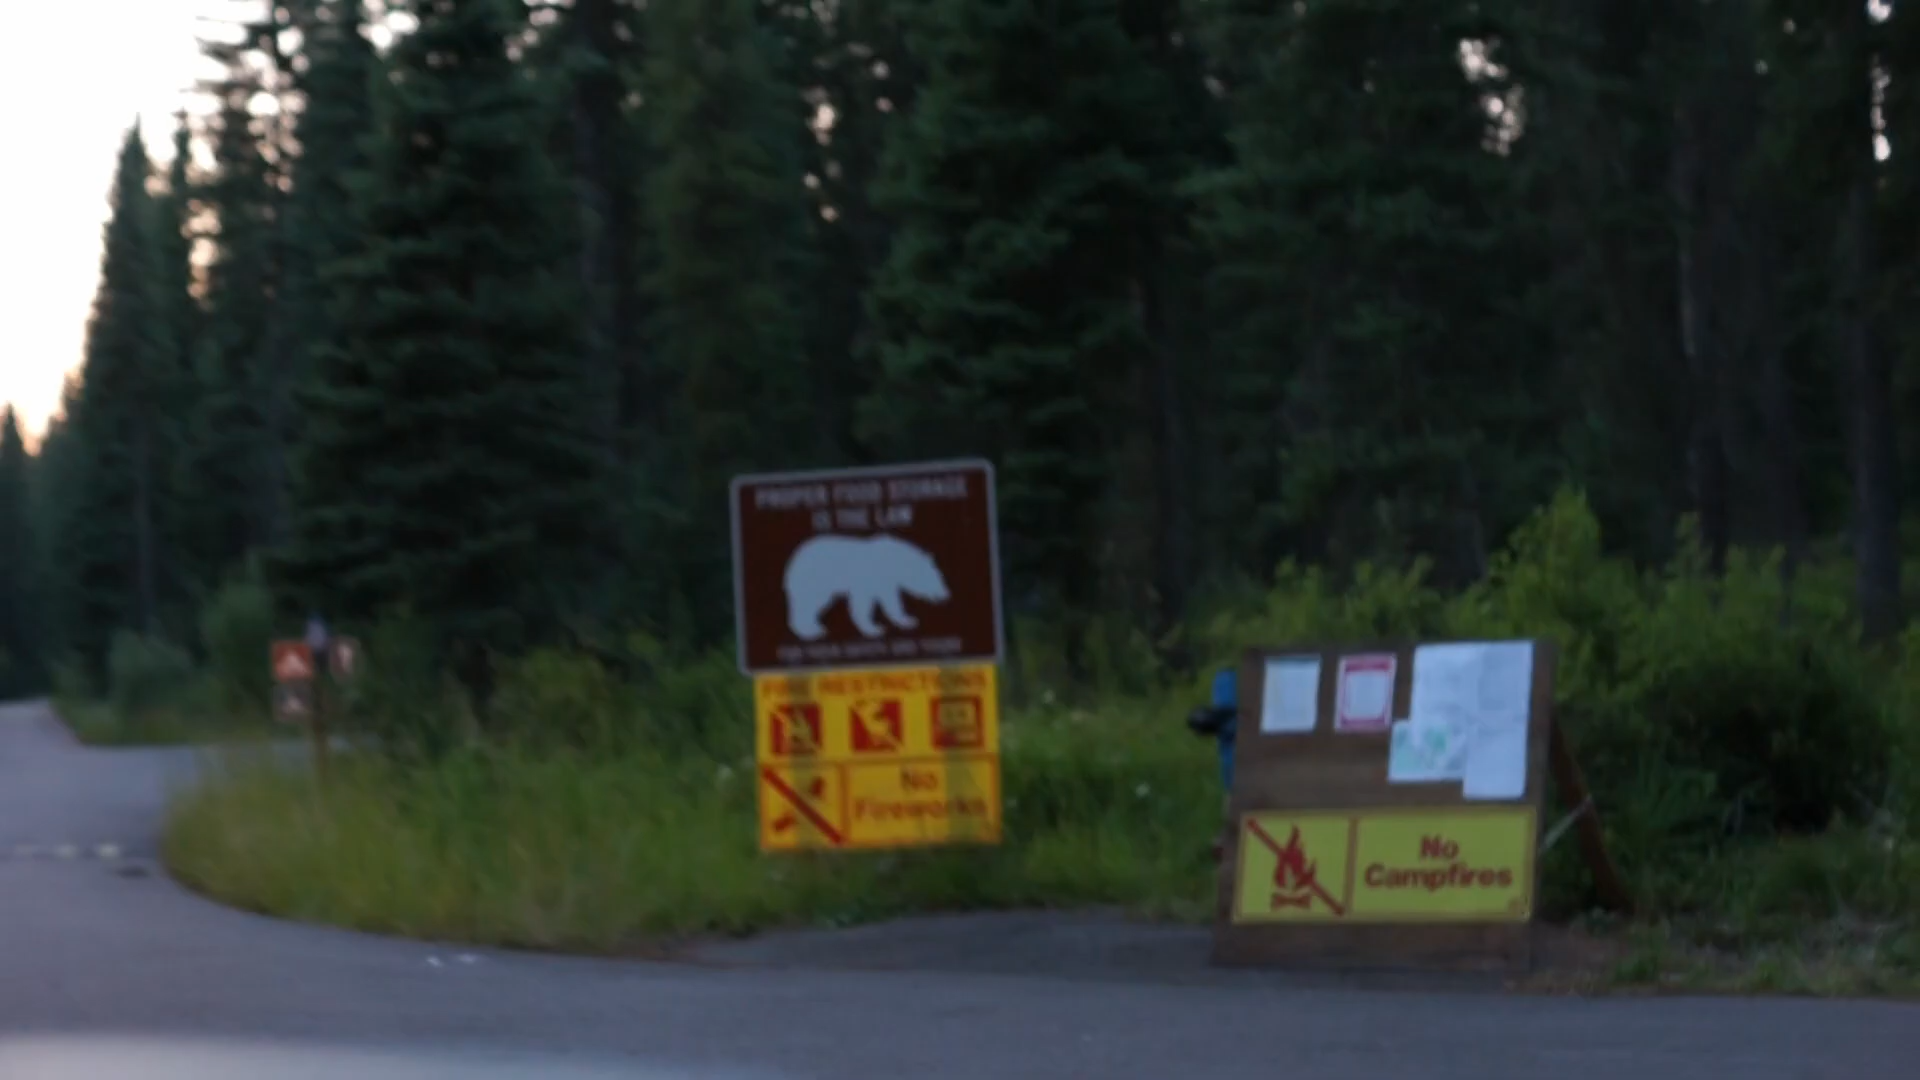 PROPER FOOD STORAGE
IS THE LAW
FIRE RESTRICTIONS
No
Fireworks
No
Campfires